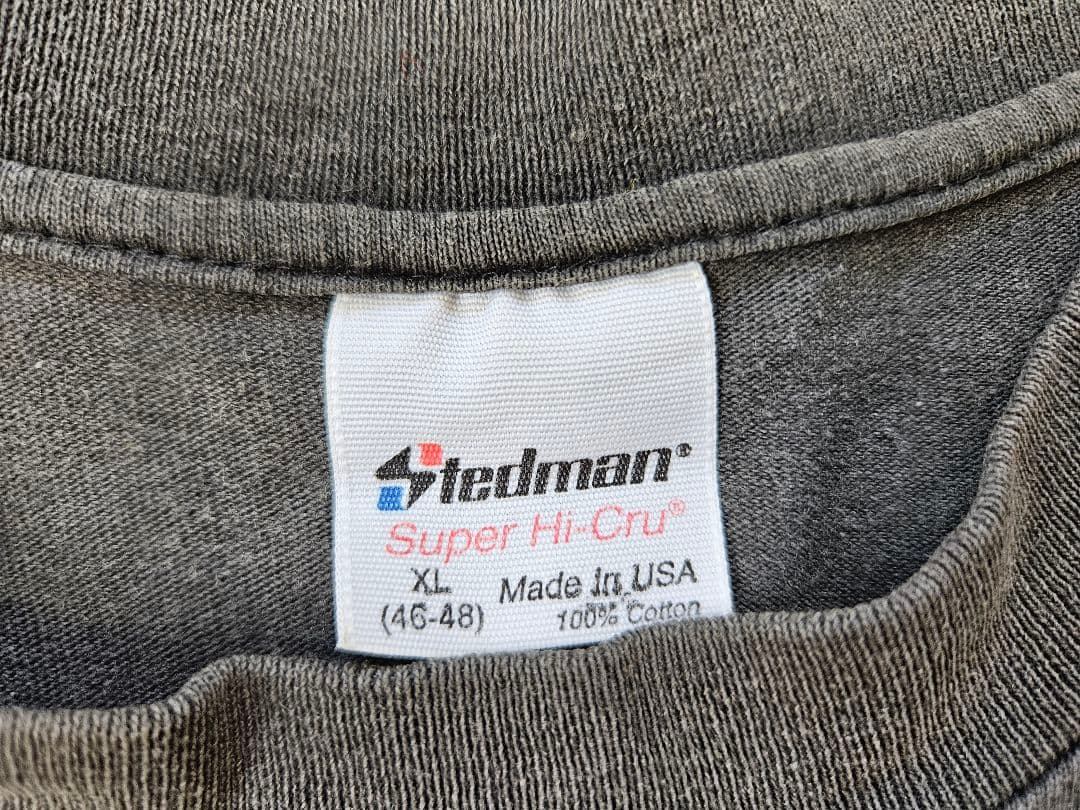 Stedman®
Super Hi-Cru®
XL Made in USA
(46-48) 100% Cotton